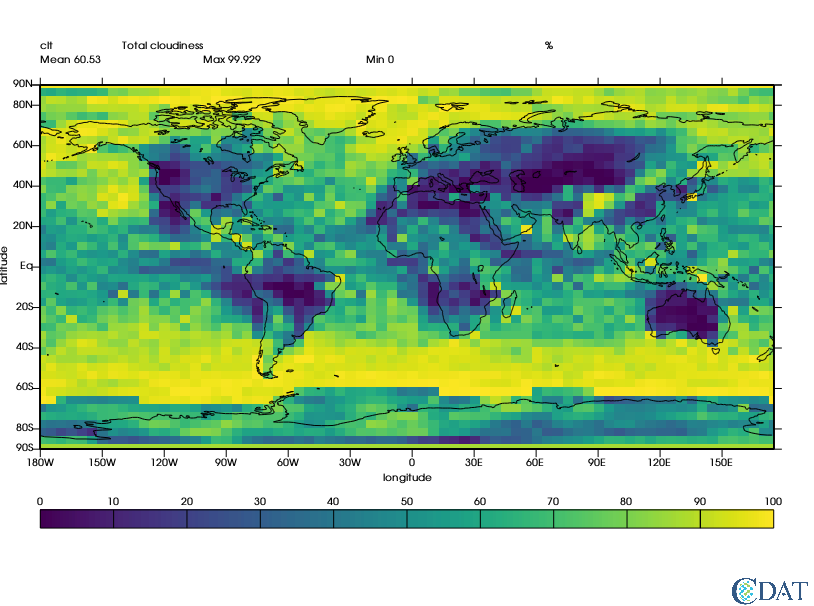 clt Total cloudiness %
Mean 60.53 Max 99.929 Min 0
90N
80N
60N
40N
20N
Eq
20S
40S
60S
80S
90S
latitude
180W 150W 120W 90W 60W 30W 0 30E 60E 90E 120E 150E
longitude
0 10 20 30 40 50 60 70 80 90 100
CDAT